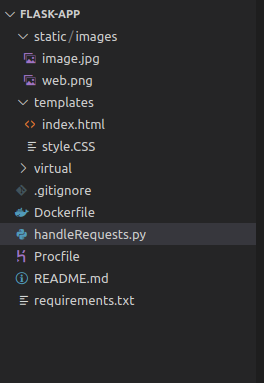 FLASK-APP
static/images
image.jpg
web.png
templates
index.html
style.CSS
virtual
.gitignore
Dockerfile
handleRequests.py
Procfile
README.md
requirements.txt